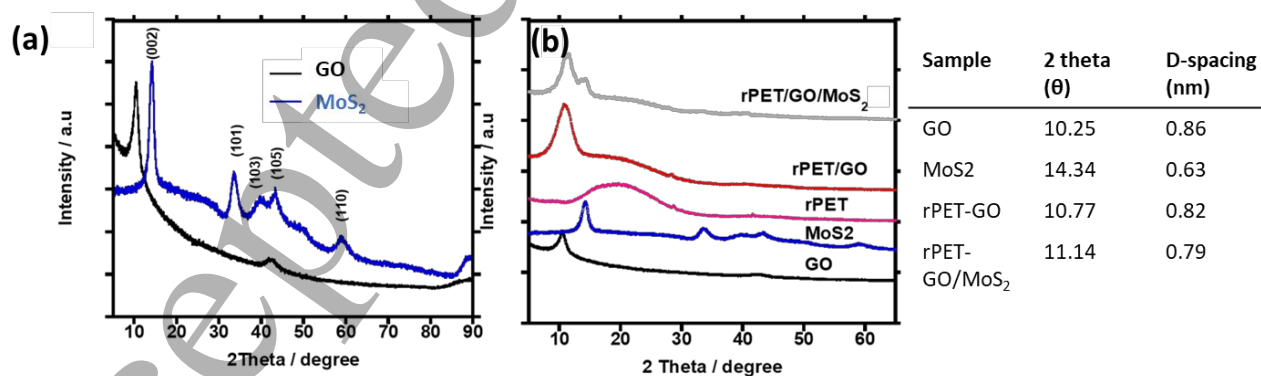 (a)
(002)
GO
MoS2
(101)
(103)
(105)
(110)
Intensity / a.u
10 20 30 40 50 60 70 80 90
2Theta / degree
(b)
rPET/GO/MoS2
rPET/GO
rPET
MoS2
GO
Intensity / a.u
10 20 30 40 50 60
2 Theta / degree
Sample 2 theta (θ) D-spacing (nm)
GO 10.25 0.86
MoS2 14.34 0.63
rPET-GO 10.77 0.82
rPET- 11.14 0.79
GO/MoS2